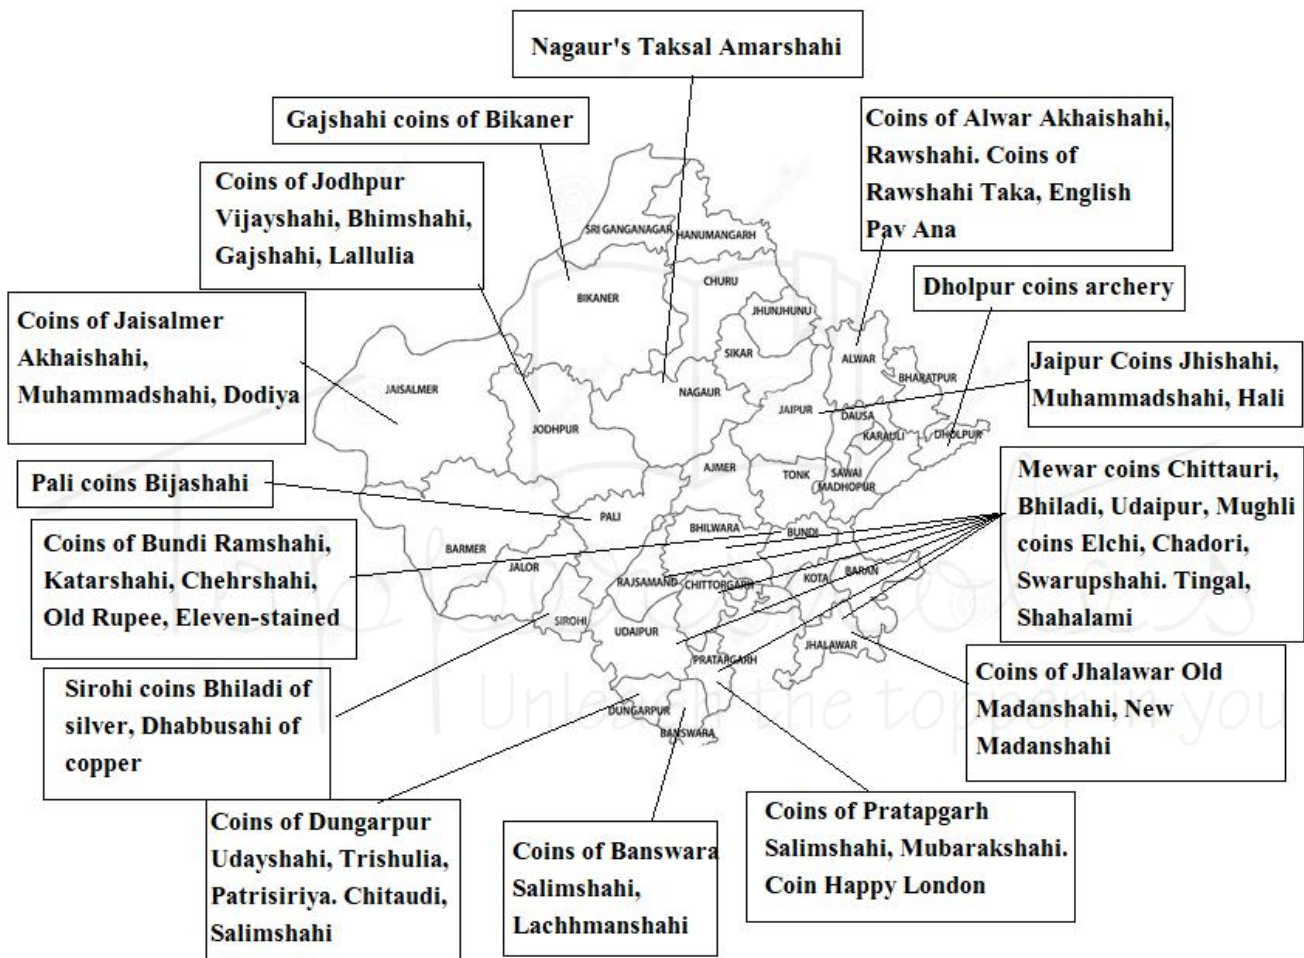 Nagaur's Taksal Amarshahi
Gajshahi coins of Bikaner
Coins of Alwar Akhaishahi,
Rawshahi. Coins of
Rawshahi Taka, English
Pav Ana
Coins of Jodhpur
Vijayshahi, Bhimshahi,
Gajshahi, Lallulia
Dholpur coins archery
Coins of Jaisalmer
Akhaishahi,
Muhammadshahi, Dodiya
Jaipur Coins Jhishahi,
Muhammadshahi, Hali
Pali coins Bijashahi
Mewar coins Chittauri,
Bhiladi, Udaipur, Mughli
coins Elchi, Chadori,
Swarupshahi. Tingal,
Shahalami
Coins of Bundi Ramshahi,
Katarshahi, Chehrshahi,
Old Rupee, Eleven-stained
Sirohi coins Bhiladi of
silver, Dhabbusahi of
copper
Coins of Jhalawar Old
Madanshahi, New
Madanshahi
Coins of Dungarpur
Udayshahi, Trishulia,
Patrisiriya. Chitaudi,
Salimshahi
Coins of Banswara
Salimshahi,
Lachhmanshahi
Coins of Pratapgarh
Salimshahi, Mubarakshahi.
Coin Happy London
SRI GANGANAGAR
HANUMANGARH
BIKANER
CHURU
JHUNJHUNU
SIKAR
ALWAR
BHARATPUR
JAISALMER
NAGAUR
JAIPUR
DAUSA
JODHPUR
KARAULI
DHOLPUR
AJMER
TONK
SAWAI
MADHOPUR
PALI
BHILWARA
BUNDI
BARMER
JALOR
RAJSAMAND
CHITTORGARH
KOTA
BARAN
SIROHI
UDAIPUR
JHALAWAR
PRATAPGARH
DUNGARPUR
BANSWARA
Toppersnotes
Unleash the topper in you